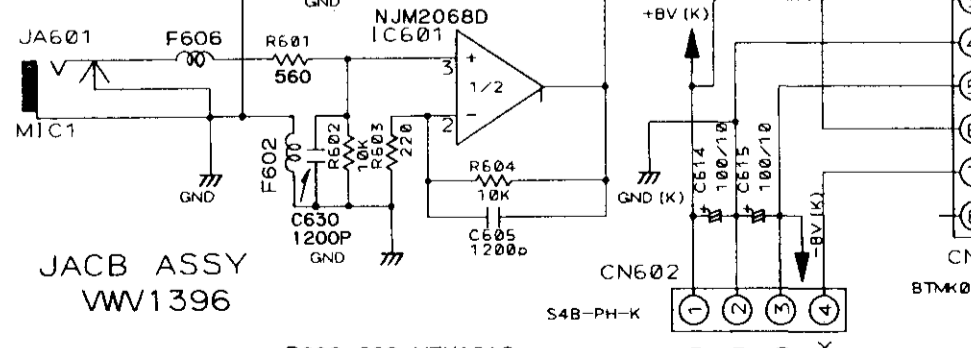 GND
NJM2068D
IC601
+8V(K)
JA601
F606
R601
560
3
+
1/2
2
-
MIC1
F602
R602
10K
R603
220
R604
10K
C605
1200p
C630
1200P
GND
GND
GND(K)
C614
100/10
+
C615
100/10
+
-8V(K)
4
5
6
7
8
JACB ASSY
VWV1396
CN602
S4B-PH-K
1
2
3
4
CN
BTMK0